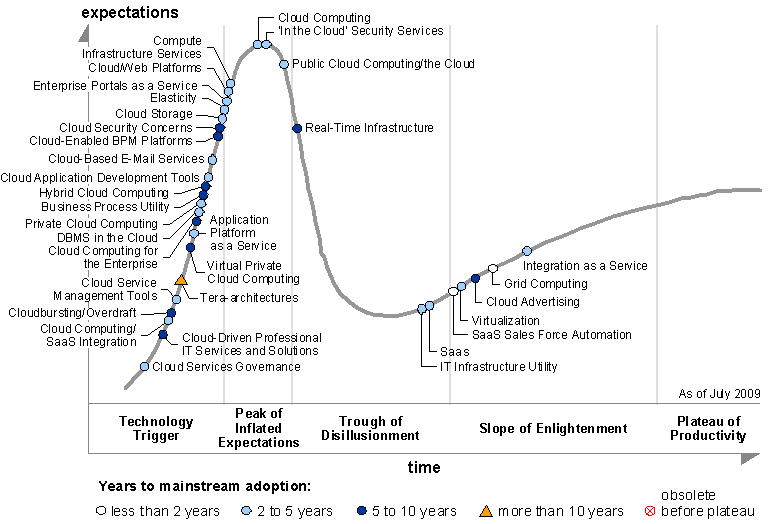 expectations
Cloud Computing
'In the Cloud' Security Services
Public Cloud Computing/the Cloud
Real-Time Infrastructure
Compute
Infrastructure Services
Cloud/Web Platforms
Enterprise Portals as a Service
Elasticity
Cloud Storage
Cloud Security Concerns
Cloud-Enabled BPM Platforms
Cloud-Based E-Mail Services
Cloud Application Development Tools
Hybrid Cloud Computing
Business Process Utility
Private Cloud Computing
DBMS in the Cloud
Cloud Computing for
the Enterprise
Cloud Service
Management Tools
Cloudbursting/Overdraft
Cloud Computing/
SaaS Integration
Application
Platform
as a Service
Virtual Private
Cloud Computing
Tera-architectures
Cloud-Driven Professional
IT Services and Solutions
Cloud Services Governance
Integration as a Service
Grid Computing
Cloud Advertising
Virtualization
SaaS Sales Force Automation
Saas
IT Infrastructure Utility
As of July 2009
Technology
Trigger
Peak of
Inflated
Expectations
Trough of
Disillusionment
Slope of Enlightenment
Plateau of
Productivity
time
Years to mainstream adoption:
less than 2 years
2 to 5 years
5 to 10 years
more than 10 years
obsolete
before plateau